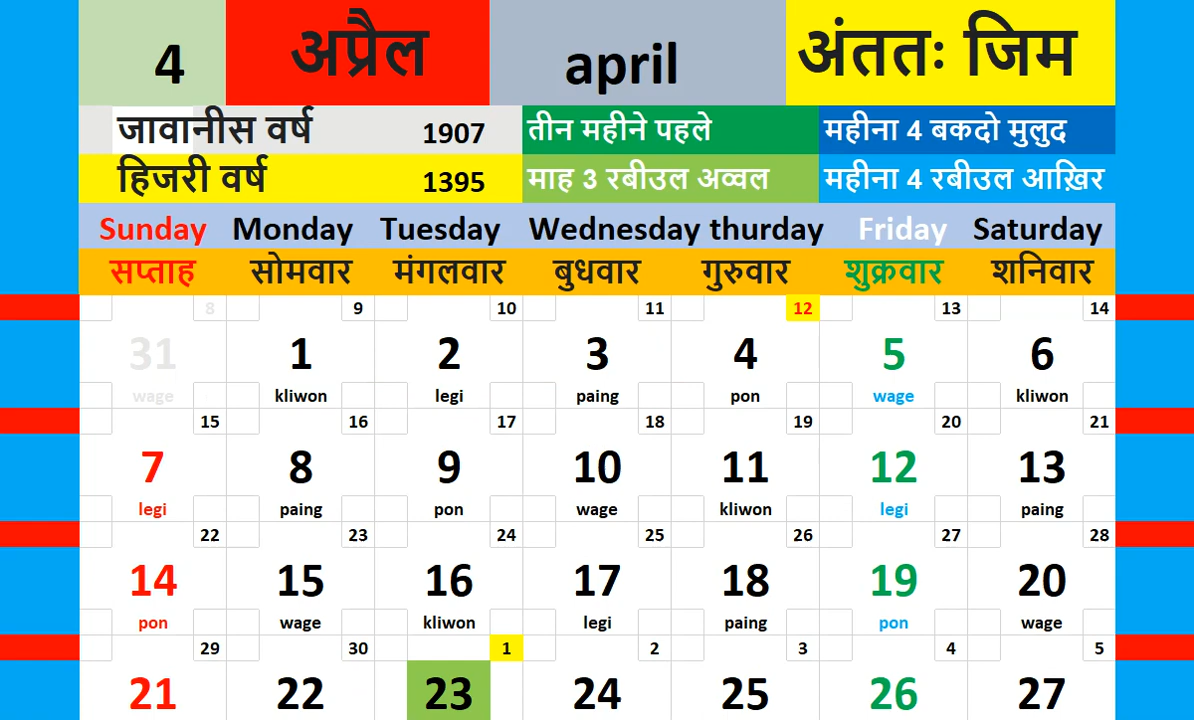 4 अप्रैल april अंततः जिम
जावानीस वर्ष 1907 तीन महीने पहले महीना 4 बकदो मुलुद
हिजरी वर्ष 1395 माह 3 रबीउल अव्वल महीना 4 रबीउल आख़िर
Sunday Monday Tuesday Wednesday thurday Friday Saturday
सप्ताह सोमवार मंगलवार बुधवार गुरुवार शुक्रवार शनिवार
8 9 10 11 12 13 14
31 1 2 3 4 5 6
wage kliwon legi paing pon wage kliwon
15 16 17 18 19 20 21
7 8 9 10 11 12 13
legi paing pon wage kliwon legi paing
22 23 24 25 26 27 28
14 15 16 17 18 19 20
pon wage kliwon legi paing pon wage
29 30 1 2 3 4 5
21 22 23 24 25 26 27